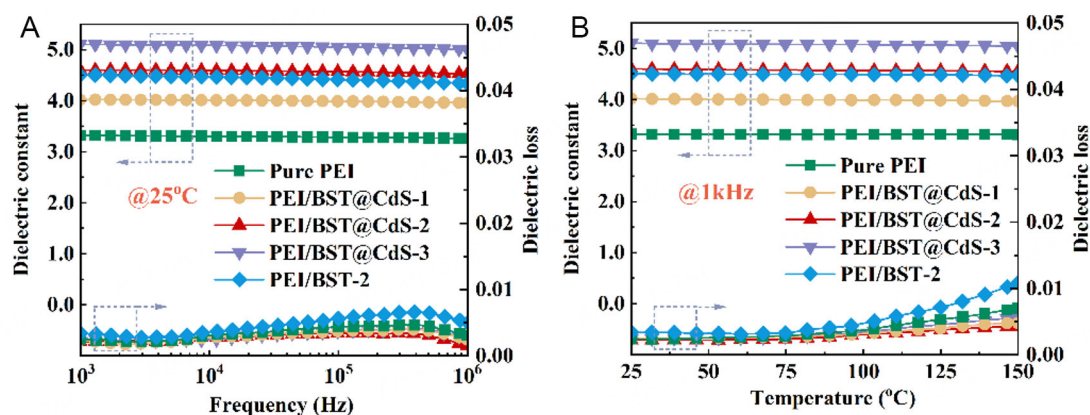 A
Dielectric constant
5.0
4.0
3.0
2.0
1.0
0.0
0.05
0.04
0.03
0.02
0.01
0.00
Dielectric loss
@25°C
Pure PEI
PEI/BST@CdS-1
PEI/BST@CdS-2
PEI/BST@CdS-3
PEI/BST-2
10³
10⁴
10⁵
10⁶
Frequency (Hz)
B
Dielectric constant
5.0
4.0
3.0
2.0
1.0
0.0
0.05
0.04
0.03
0.02
0.01
0.00
Dielectric loss
@1kHz
Pure PEI
PEI/BST@CdS-1
PEI/BST@CdS-2
PEI/BST@CdS-3
PEI/BST-2
25
50
75
100
125
150
Temperature (°C)